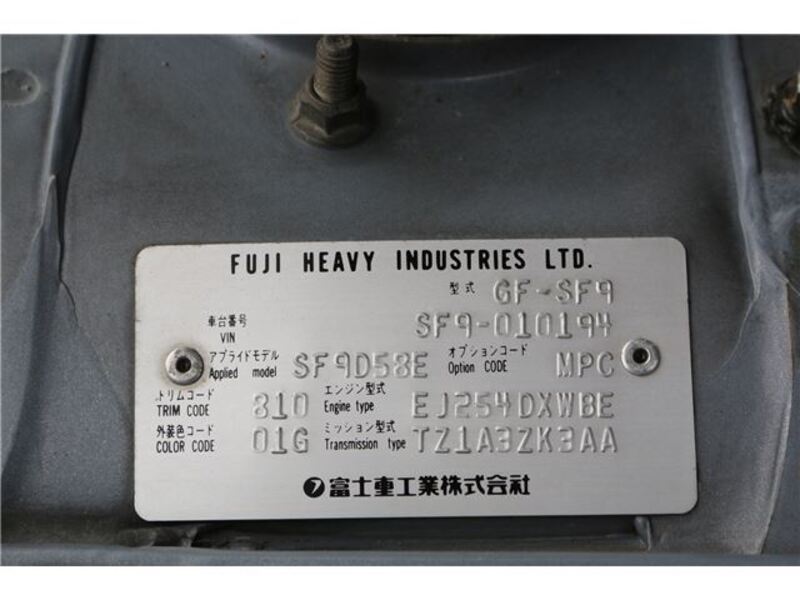 FUJI HEAVY INDUSTRIES LTD.
型式 GF-SF9
車台番号 VIN SF9-010194
アプライドモデル Applied model SF9D58E オプションコード Option CODE MPC
トリムコード TRIM CODE 810 エンジン型式 Engine type EJ254DXWBE
外装色コード COLOR CODE 01G ミッション型式 Transmission type TZ1A3ZK3AA
富士重工業株式会社